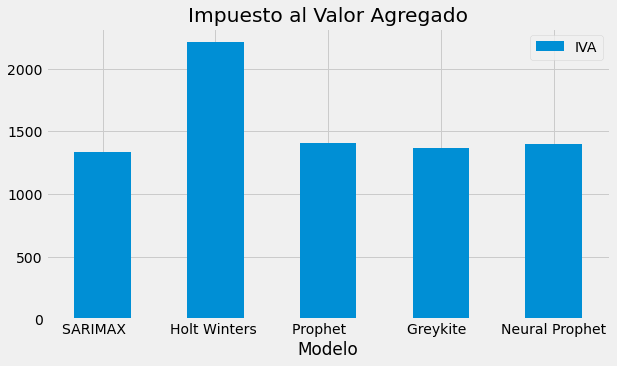 Impuesto al Valor Agregado
IVA
2000
1500
1000
500
0
SARIMAX Holt Winters Prophet Greykite Neural Prophet
Modelo